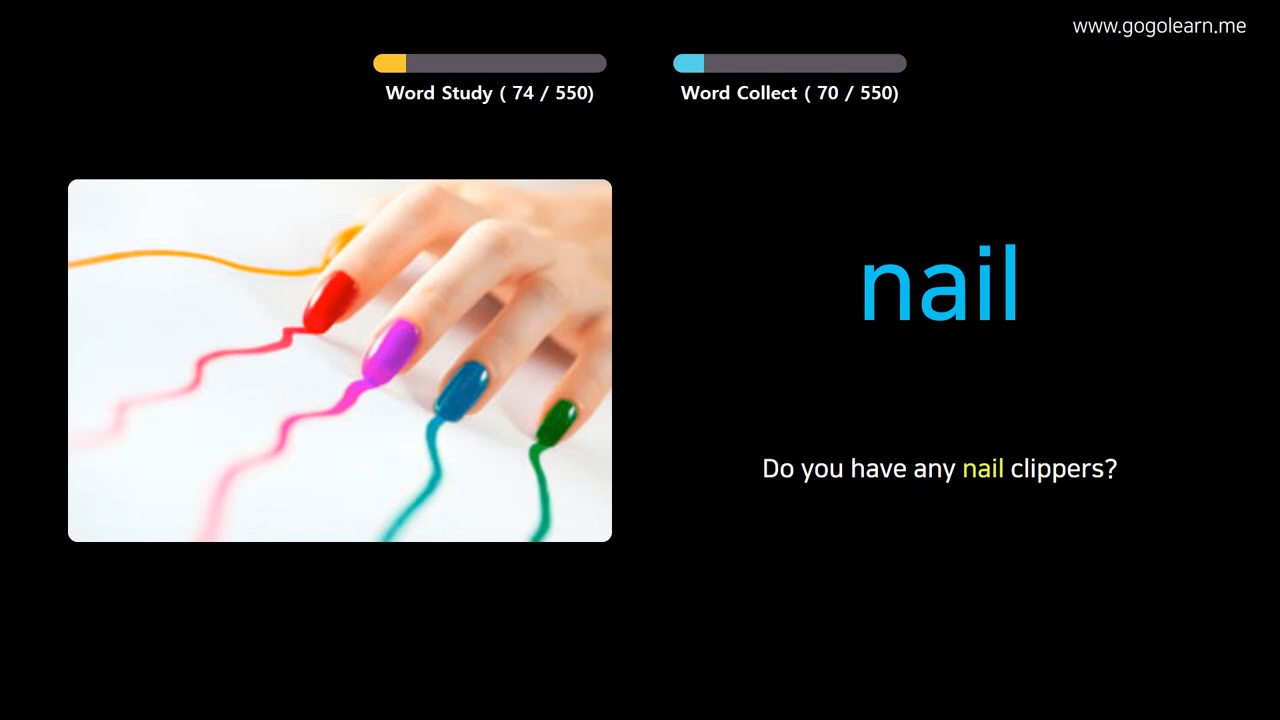 www.gogolearn.me
Word Study ( 74 / 550)
Word Collect ( 70 / 550)
nail
Do you have any nail clippers?